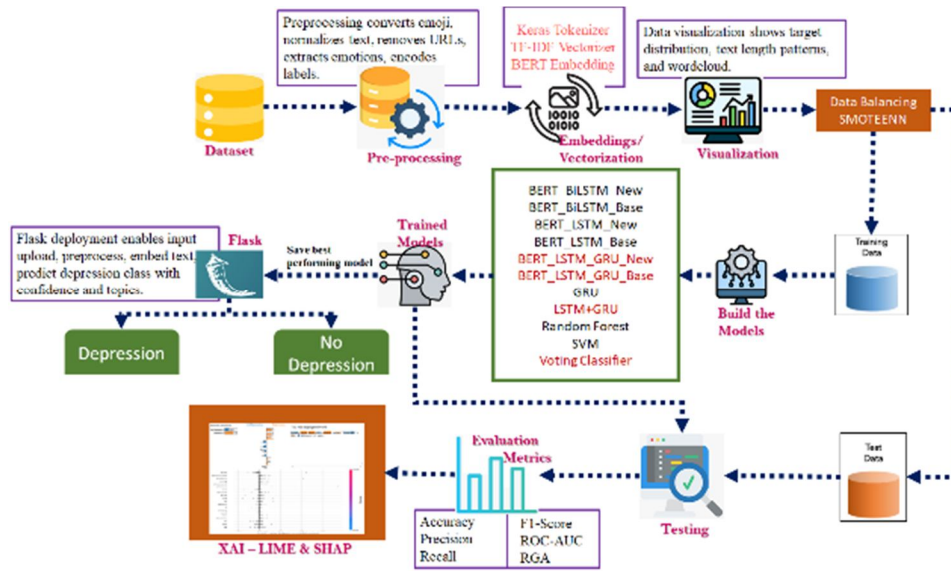 Preprocessing converts emoji,
normalizes text, removes URLs,
extracts emotions, encodes
labels.
Keras Tokenizer
TF-IDF Vectorizer
BERT Embedding
Data visualization shows target
distribution, text length patterns,
and wordcloud.
10010
01010
Dataset
Pre-processing
Embeddings/
Vectorization
Visualization
Data Balancing
SMOTEENN
BERT_BiLSTM_New
BERT_BiLSTM_Base
BERT_LSTM_New
BERT_LSTM_Base
BERT_LSTM_GRU_New
BERT_LSTM_GRU_Base
GRU
LSTM+GRU
Random Forest
SVM
Voting Classifier
Flask deployment enables input
upload, preprocess, embed text,
predict depression class with
confidence and topics.
Flask
Save best
performing model
Trained
Models
Build the
Models
Training
Data
Depression
No
Depression
XAI – LIME & SHAP
Evaluation
Metrics
Accuracy
Precision
Recall
F1-Score
ROC-AUC
RGA
Testing
Test
Data